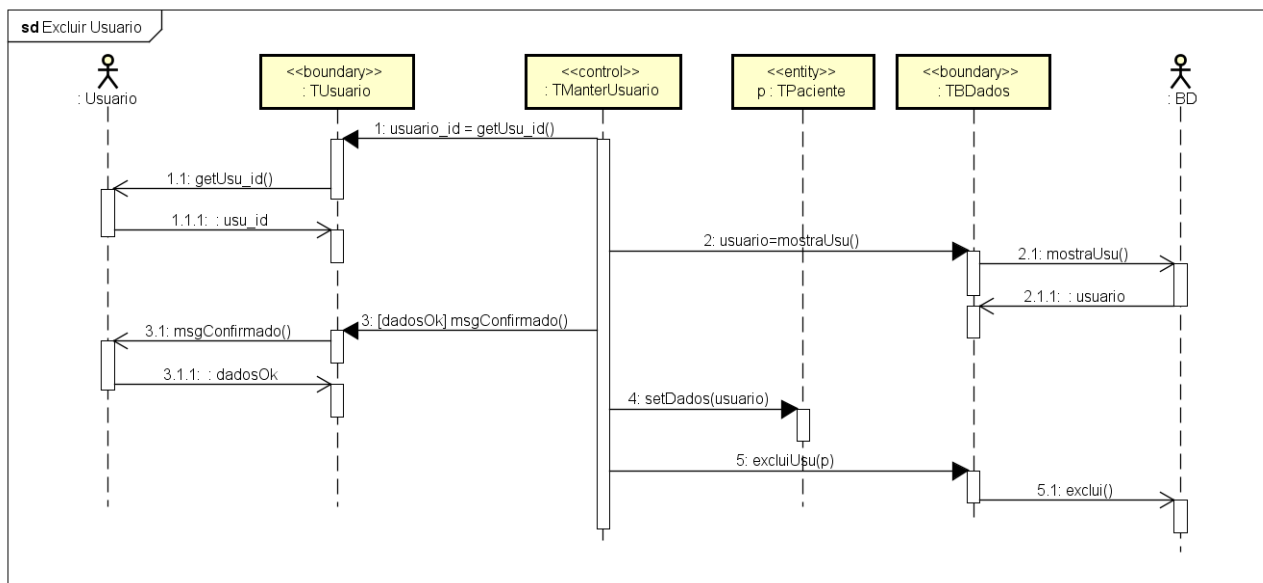 sd Excluir Usuario
: Usuario
<<boundary>>
: TUsuario
<<control>>
: TManterUsuario
<<entity>>
p : TPaciente
<<boundary>>
: TBDados
: BD
1: usuario_id = getUsu_id()
1.1: getUsu_id()
1.1.1: : usu_id
2: usuario=mostraUsu()
2.1: mostraUsu()
2.1.1: : usuario
3: [dadosOk] msgConfirmado()
3.1: msgConfirmado()
3.1.1: : dadosOk
4: setDados(usuario)
5: excluiUsu(p)
5.1: exclui()